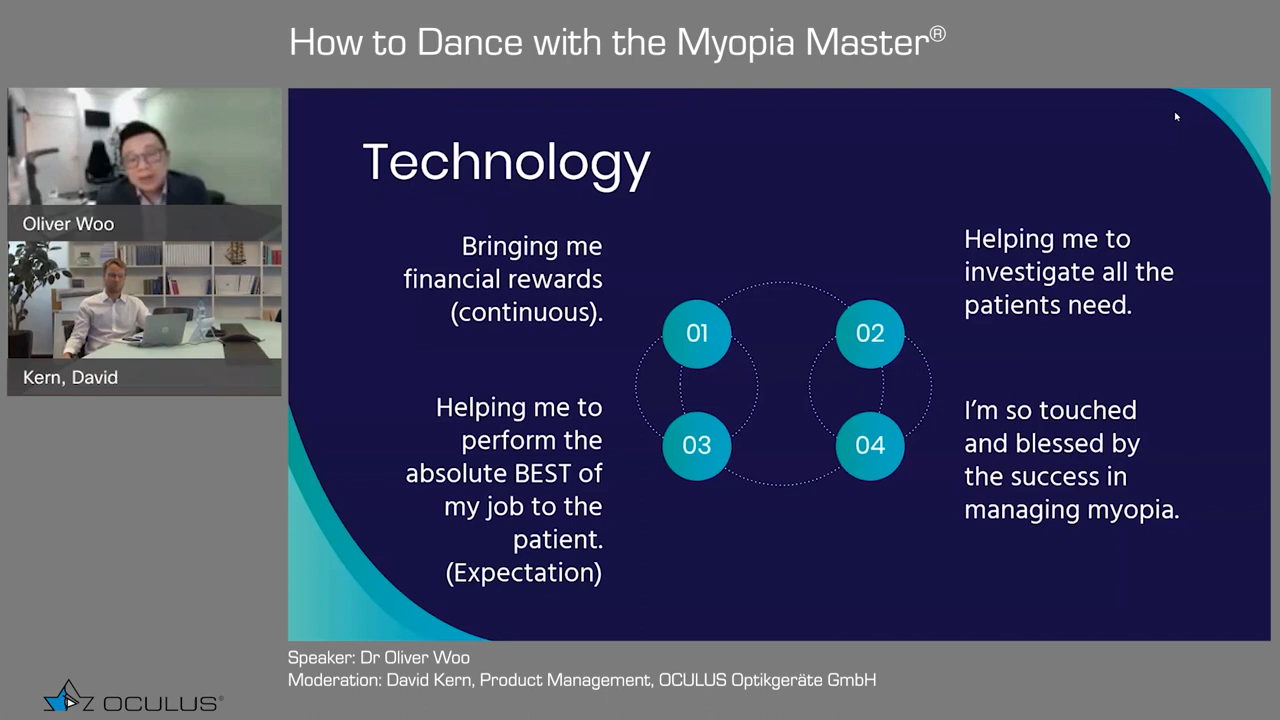 How to Dance with the Myopia Master®
Oliver Woo
Kern, David
Technology
Bringing me
financial rewards
(continuous).
01
02
Helping me to
investigate all the
patients need.
Helping me to
perform the
absolute BEST of
my job to the
patient.
(Expectation)
03
04
I’m so touched
and blessed by
the success in
managing myopia.
Speaker: Dr Oliver Woo
Moderation: David Kern, Product Management, OCULUS Optikgeräte GmbH
OCULUS®